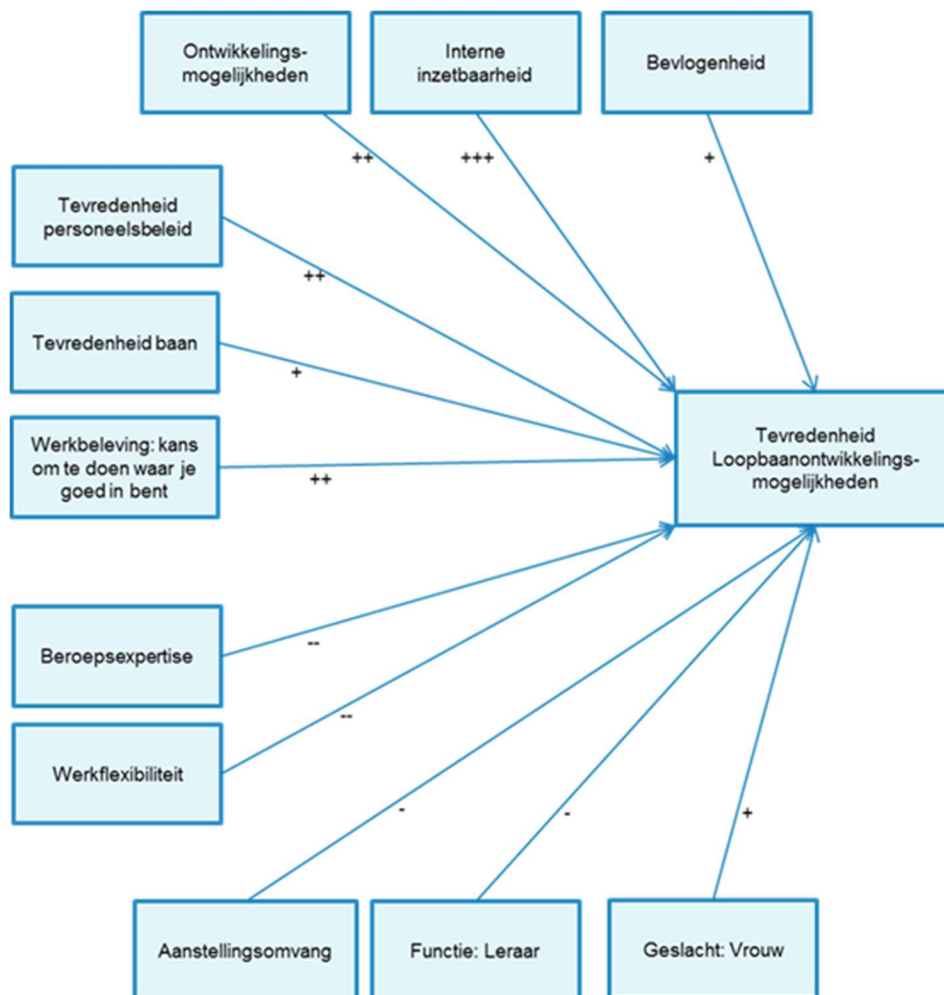 Ontwikkelings-
mogelijkheden
Interne
inzetbaarheid
Bevlogenheid
++
+++
+
Tevredenheid
personeelsbeleid
++
Tevredenheid baan
+
Werkbeleving: kans
om te doen waar je
goed in bent
++
Tevredenheid
Loopbaanontwikkelings-
mogelijkheden
Beroepsexpertise
--
Werkflexibiliteit
--
-
-
+
Aanstellingsomvang
Functie: Leraar
Geslacht: Vrouw